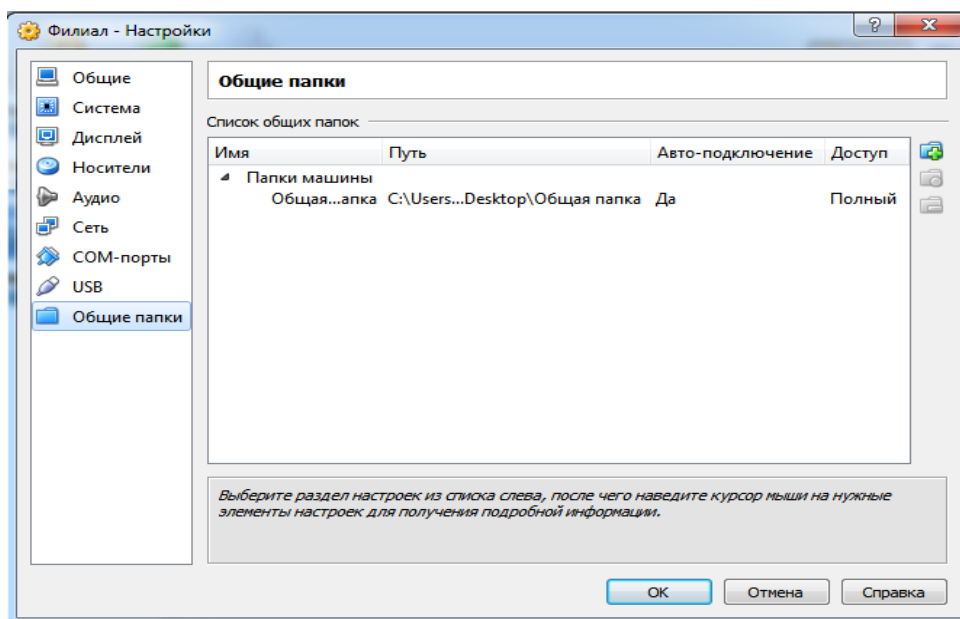 Филиал - Настройки
?
Общие
Система
Дисплей
Носители
Аудио
Сеть
COM-порты
USB
Общие папки
Общие папки
Список общих папок
Имя Путь Авто-подключение Доступ
Папки машины
Общая...апка C:\Users...Desktop\Общая папка Да Полный
Выберите раздел настроек из списка слева, после чего наведите курсор мыши на нужные
элементы настроек для получения подробной информации.
OK Отмена Справка